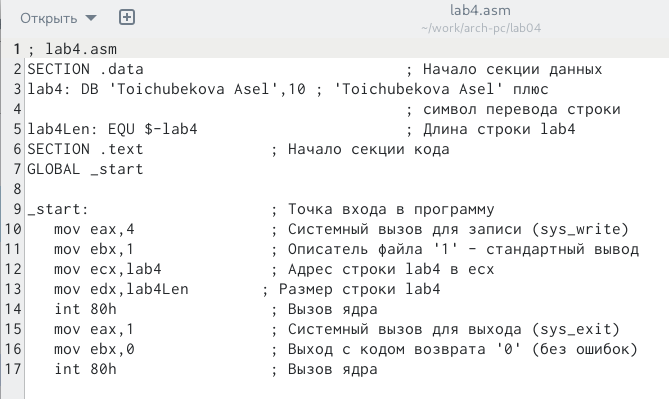 Открыть
lab4.asm
~/work/arch-pc/lab04
1 ; lab4.asm
2 SECTION .data ; Начало секции данных
3 lab4: DB 'Toichubekova Asel',10 ; 'Toichubekova Asel' плюс
4 ; символ перевода строки
5 lab4Len: EQU $-lab4 ; Длина строки lab4
6 SECTION .text ; Начало секции кода
7 GLOBAL _start
8
9 _start: ; Точка входа в программу
10 mov eax,4 ; Системный вызов для записи (sys_write)
11 mov ebx,1 ; Описатель файла '1' - стандартный вывод
12 mov ecx,lab4 ; Адрес строки lab4 в ecx
13 mov edx,lab4Len ; Размер строки lab4
14 int 80h ; Вызов ядра
15 mov eax,1 ; Системный вызов для выхода (sys_exit)
16 mov ebx,0 ; Выход с кодом возврата '0' (без ошибок)
17 int 80h ; Вызов ядра